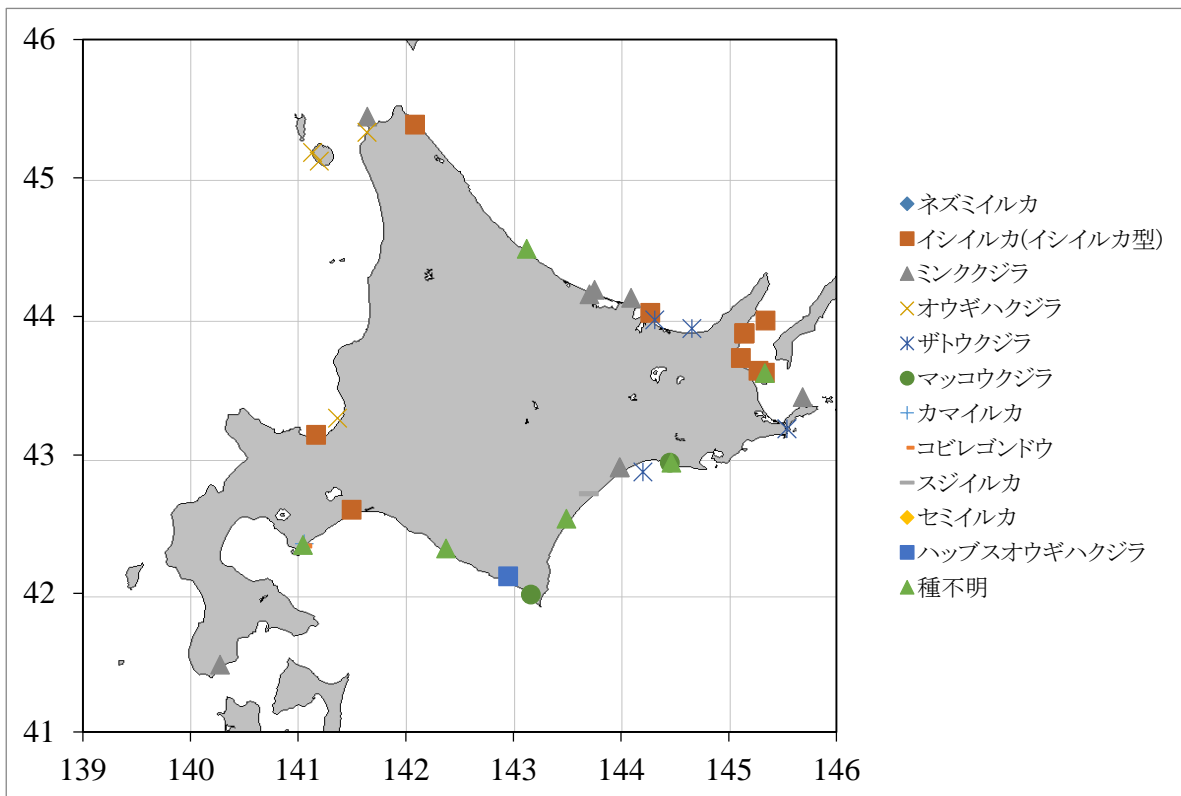 46
45
44
43
42
41
139 140 141 142 143 144 145 146
ネズミイルカ
イシイルカ(イシイルカ型)
ミンククジラ
オウギハクジラ
ザトウクジラ
マッコウクジラ
カマイルカ
コビレゴンドウ
スジイルカ
セミイルカ
ハッブスオウギハクジラ
種不明